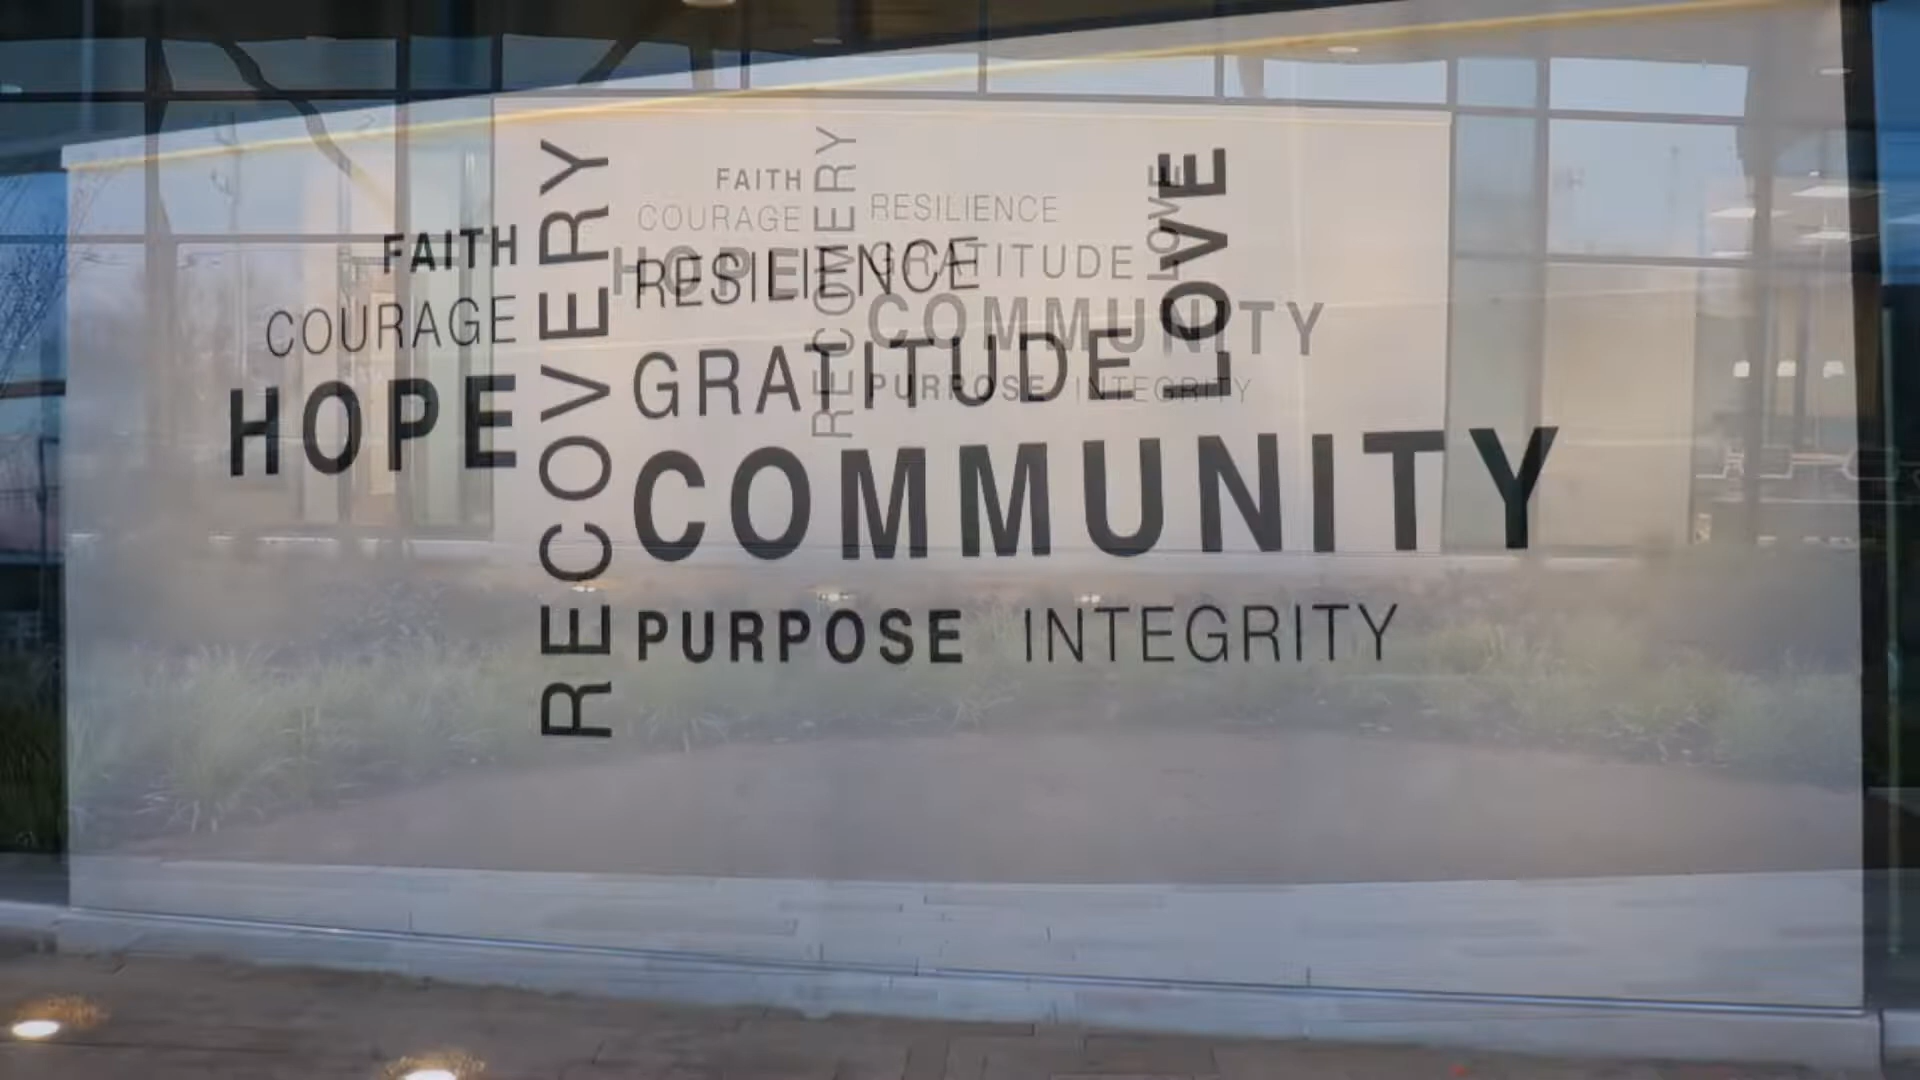 FAITH
COURAGE
HOPE
RECOVERY
RESILIENCE
GRATITUDE
LOVE
COMMUNITY
PURPOSE INTEGRITY
FAITH
COURAGE
HOPE
RECOVERY
RESILIENCE
GRATITUDE
LOVE
COMMUNITY
PURPOSE INTEGRITY